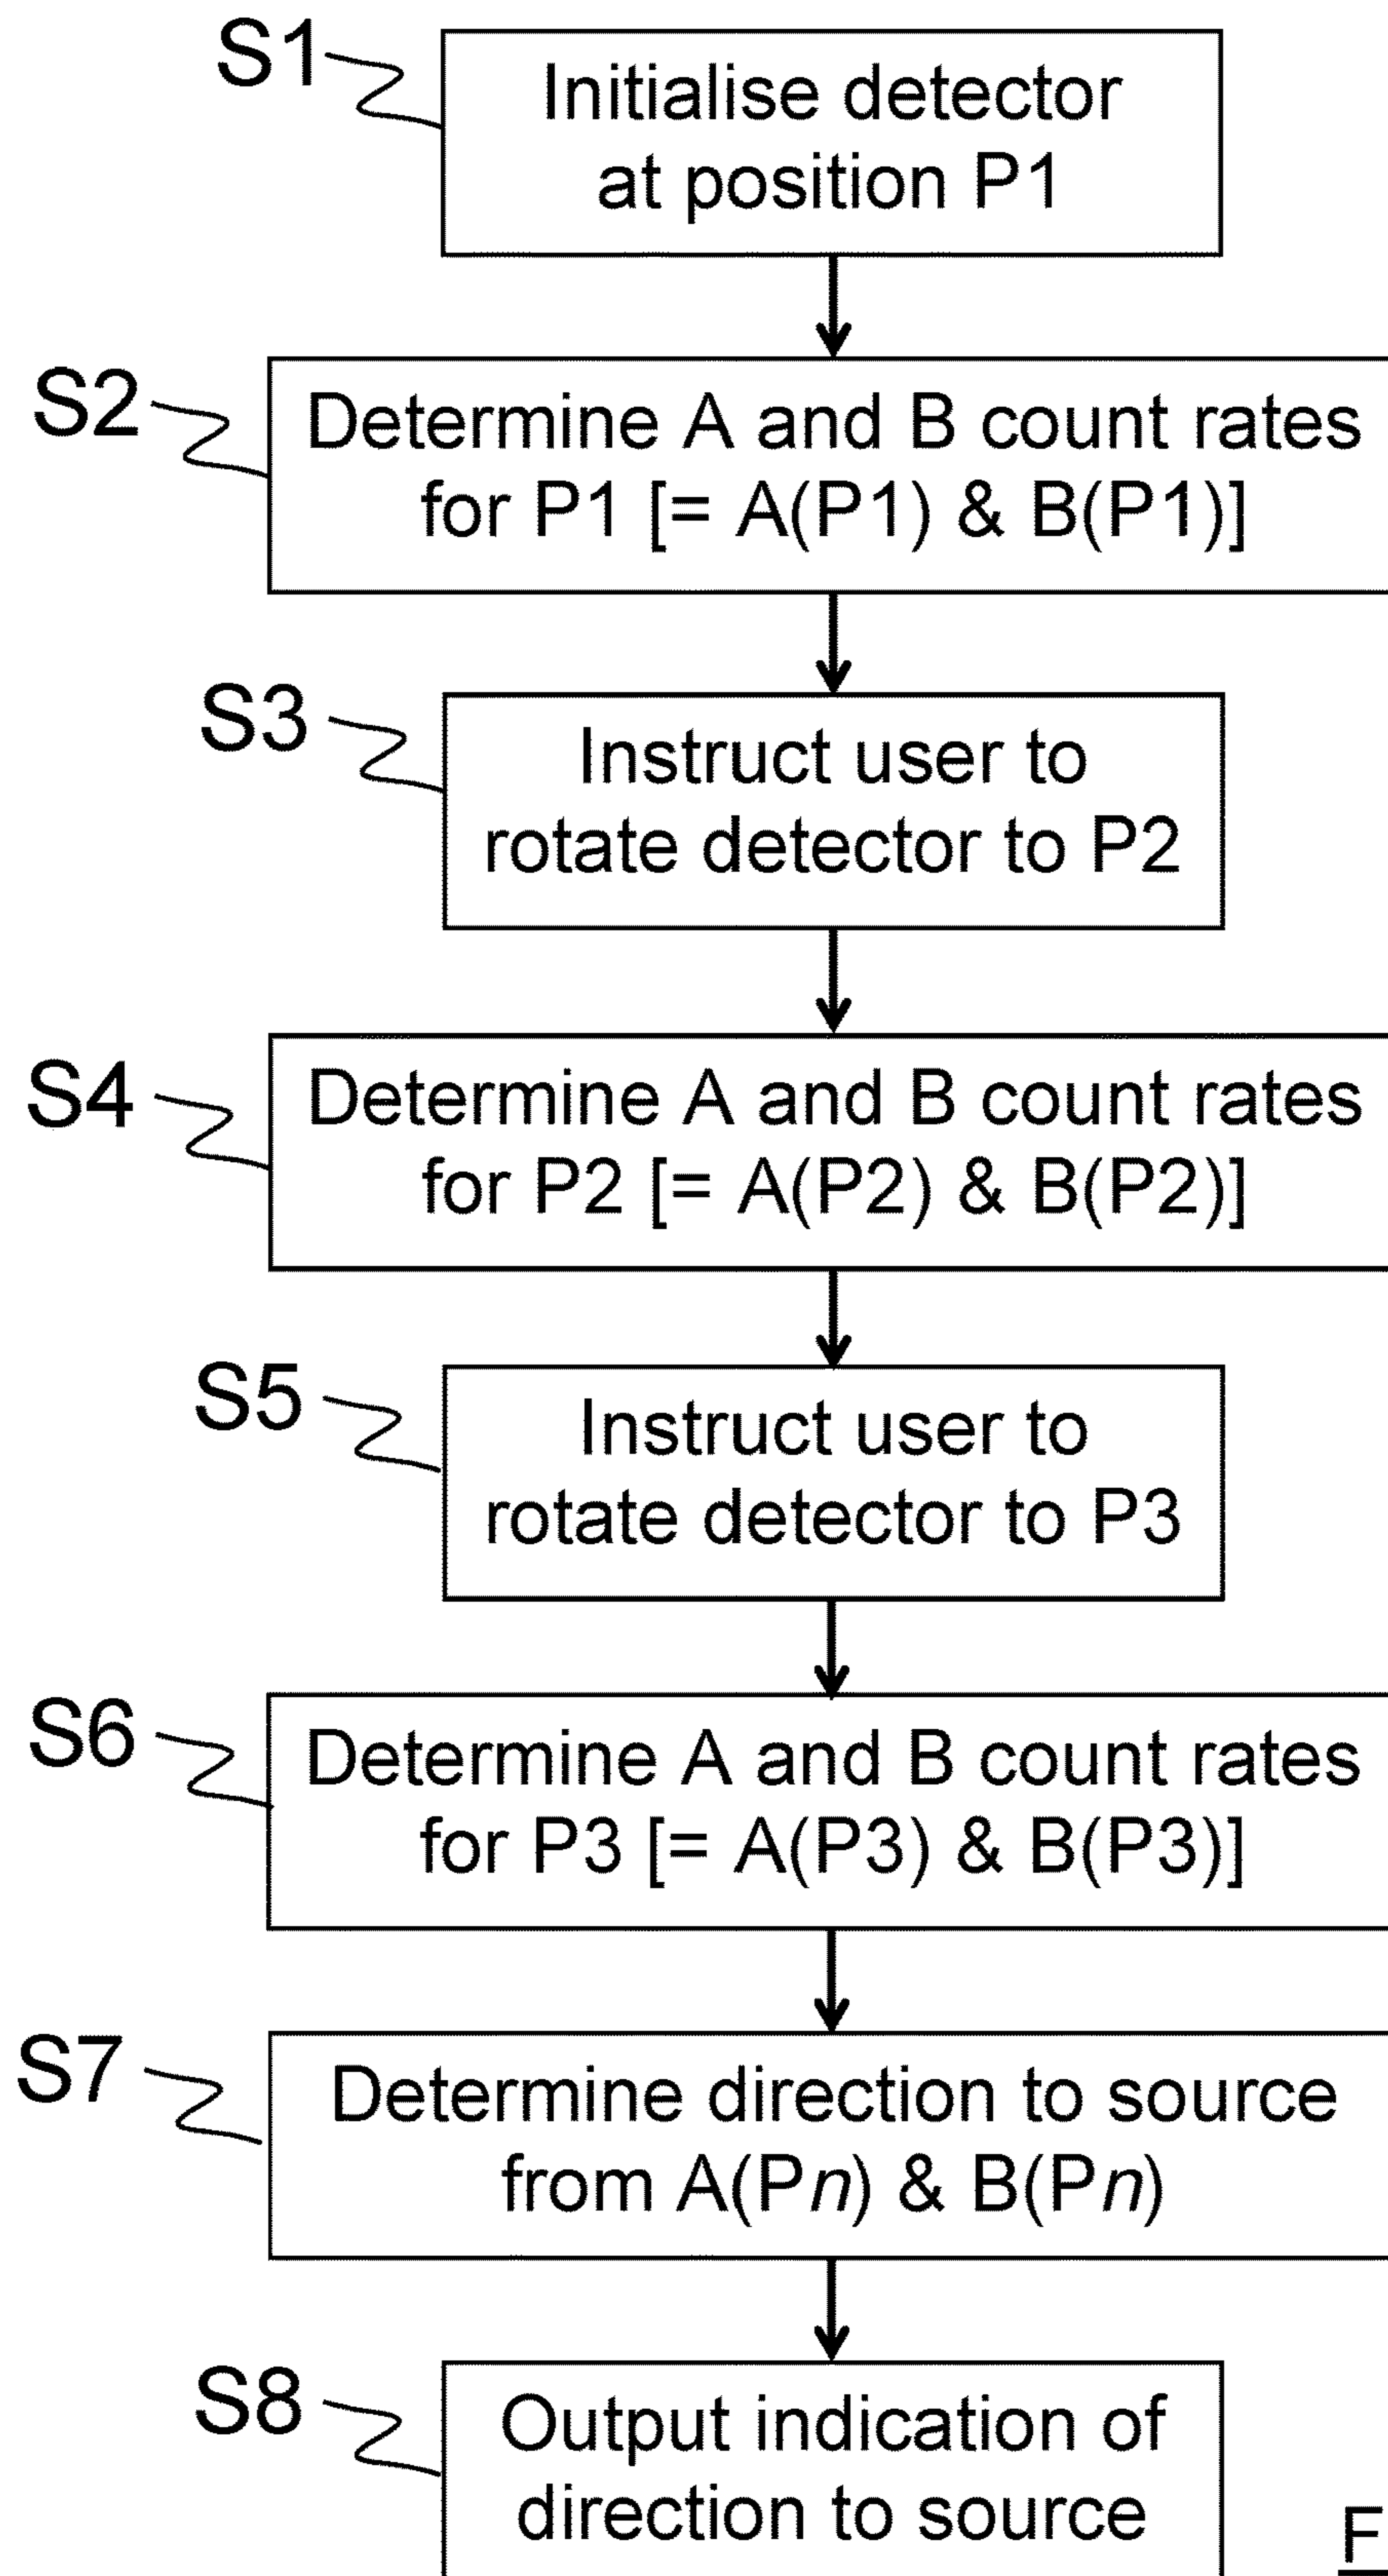 S1
Initialise detector
at position P1
S2
Determine A and B count rates
for P1 [= A(P1) & B(P1)]
S3
Instruct user to
rotate detector to P2
S4
Determine A and B count rates
for P2 [= A(P2) & B(P2)]
S5
Instruct user to
rotate detector to P3
S6
Determine A and B count rates
for P3 [= A(P3) & B(P3)]
S7
Determine direction to source
from A(Pn) & B(Pn)
S8
Output indication of
direction to source
F